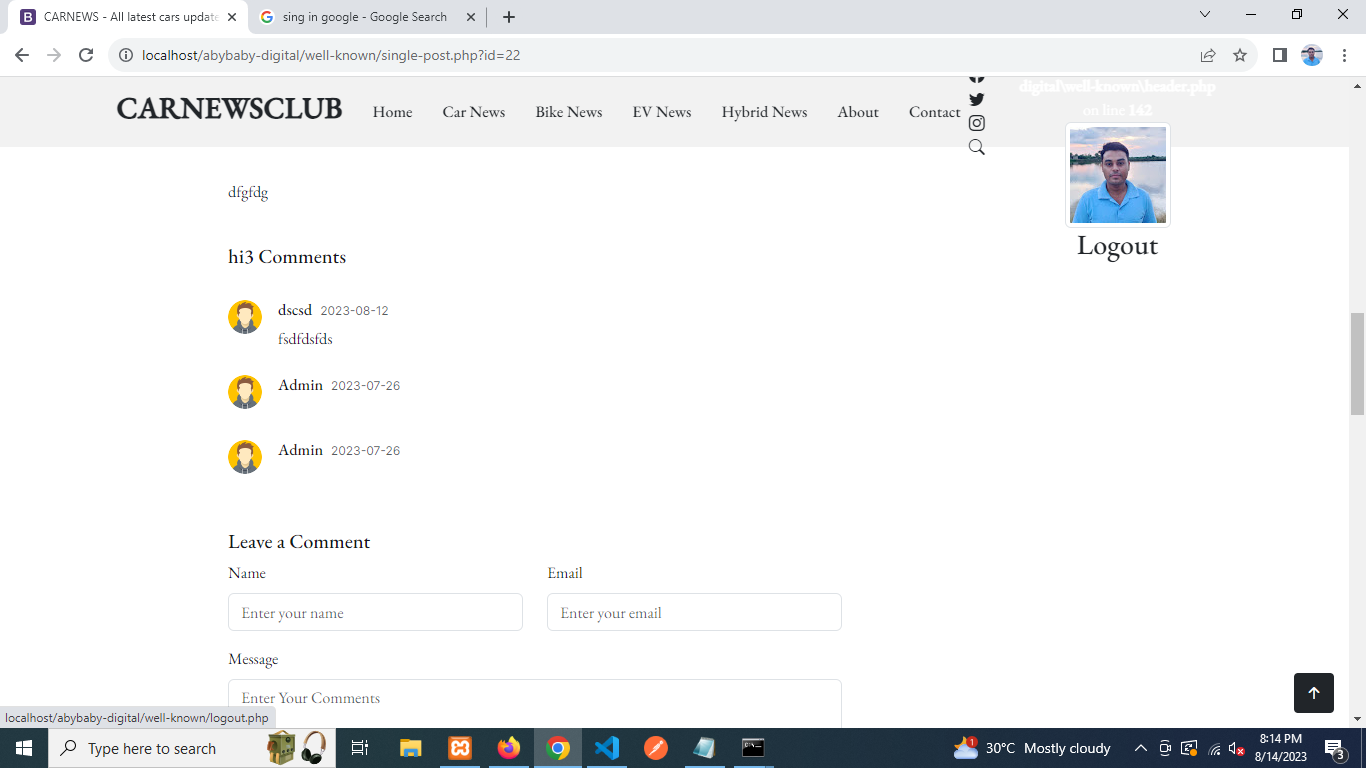 CARNEWS - All latest cars update
sing in google - Google Search
localhost/abybaby-digital/well-known/single-post.php?id=22
digital\well-known\header.php
on line 142
CARNEWSCLUB
Home
Car News
Bike News
EV News
Hybrid News
About
Contact
Logout
dfgfdg
hi3 Comments
dscsd 2023-08-12
fsdfdsfds
Admin 2023-07-26
Admin 2023-07-26
Leave a Comment
Name
Email
Enter your name
Enter your email
Message
Enter Your Comments
localhost/abybaby-digital/well-known/logout.php
Type here to search
1
30°C Mostly cloudy
8:14 PM
8/14/2023
3